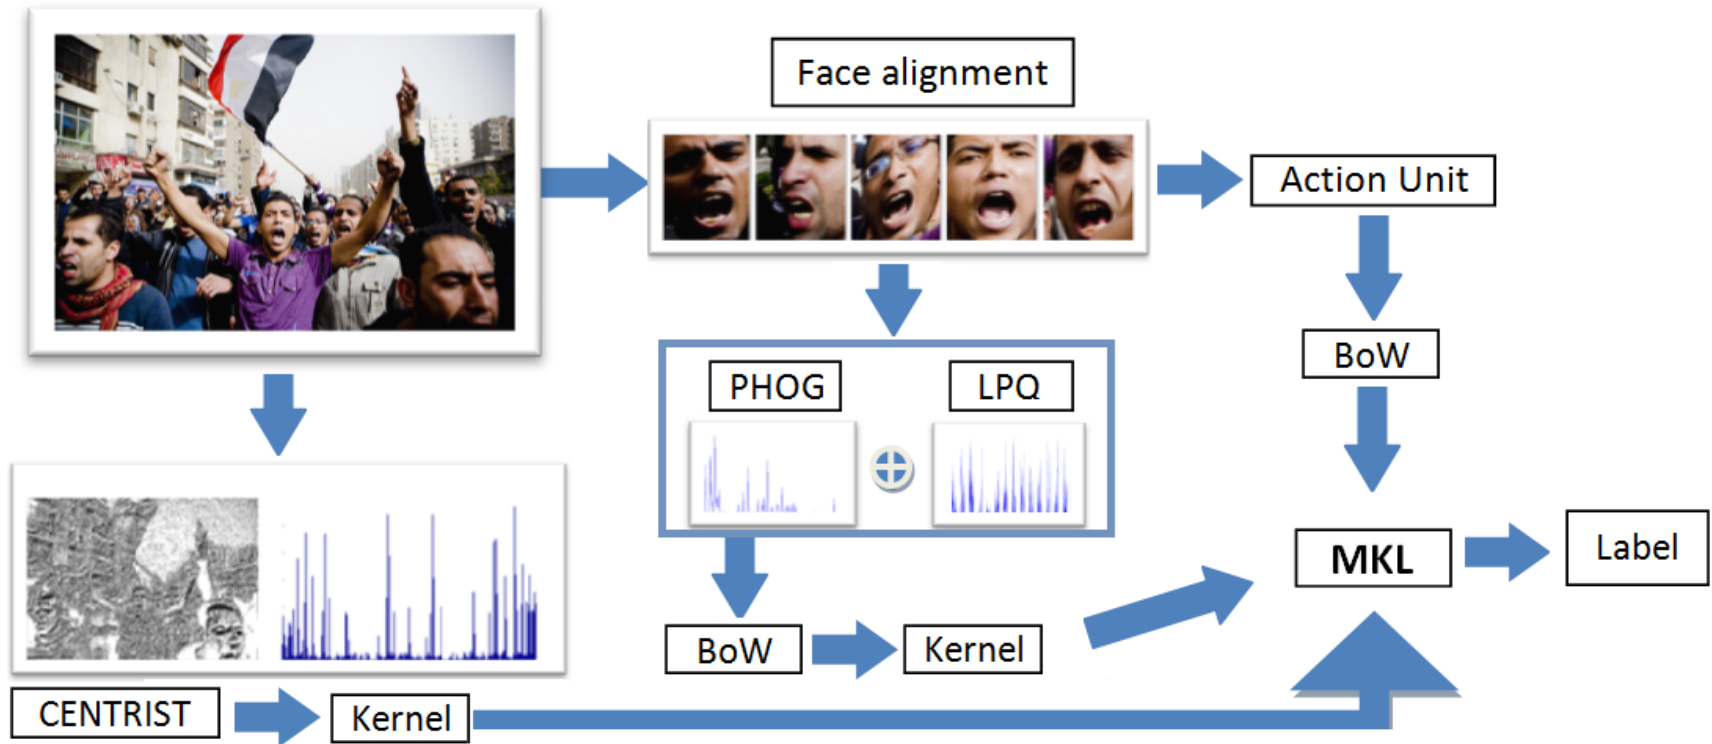 Face alignment
Action Unit
BoW
PHOG
LPQ
MKL
Label
BoW
Kernel
CENTRIST
Kernel